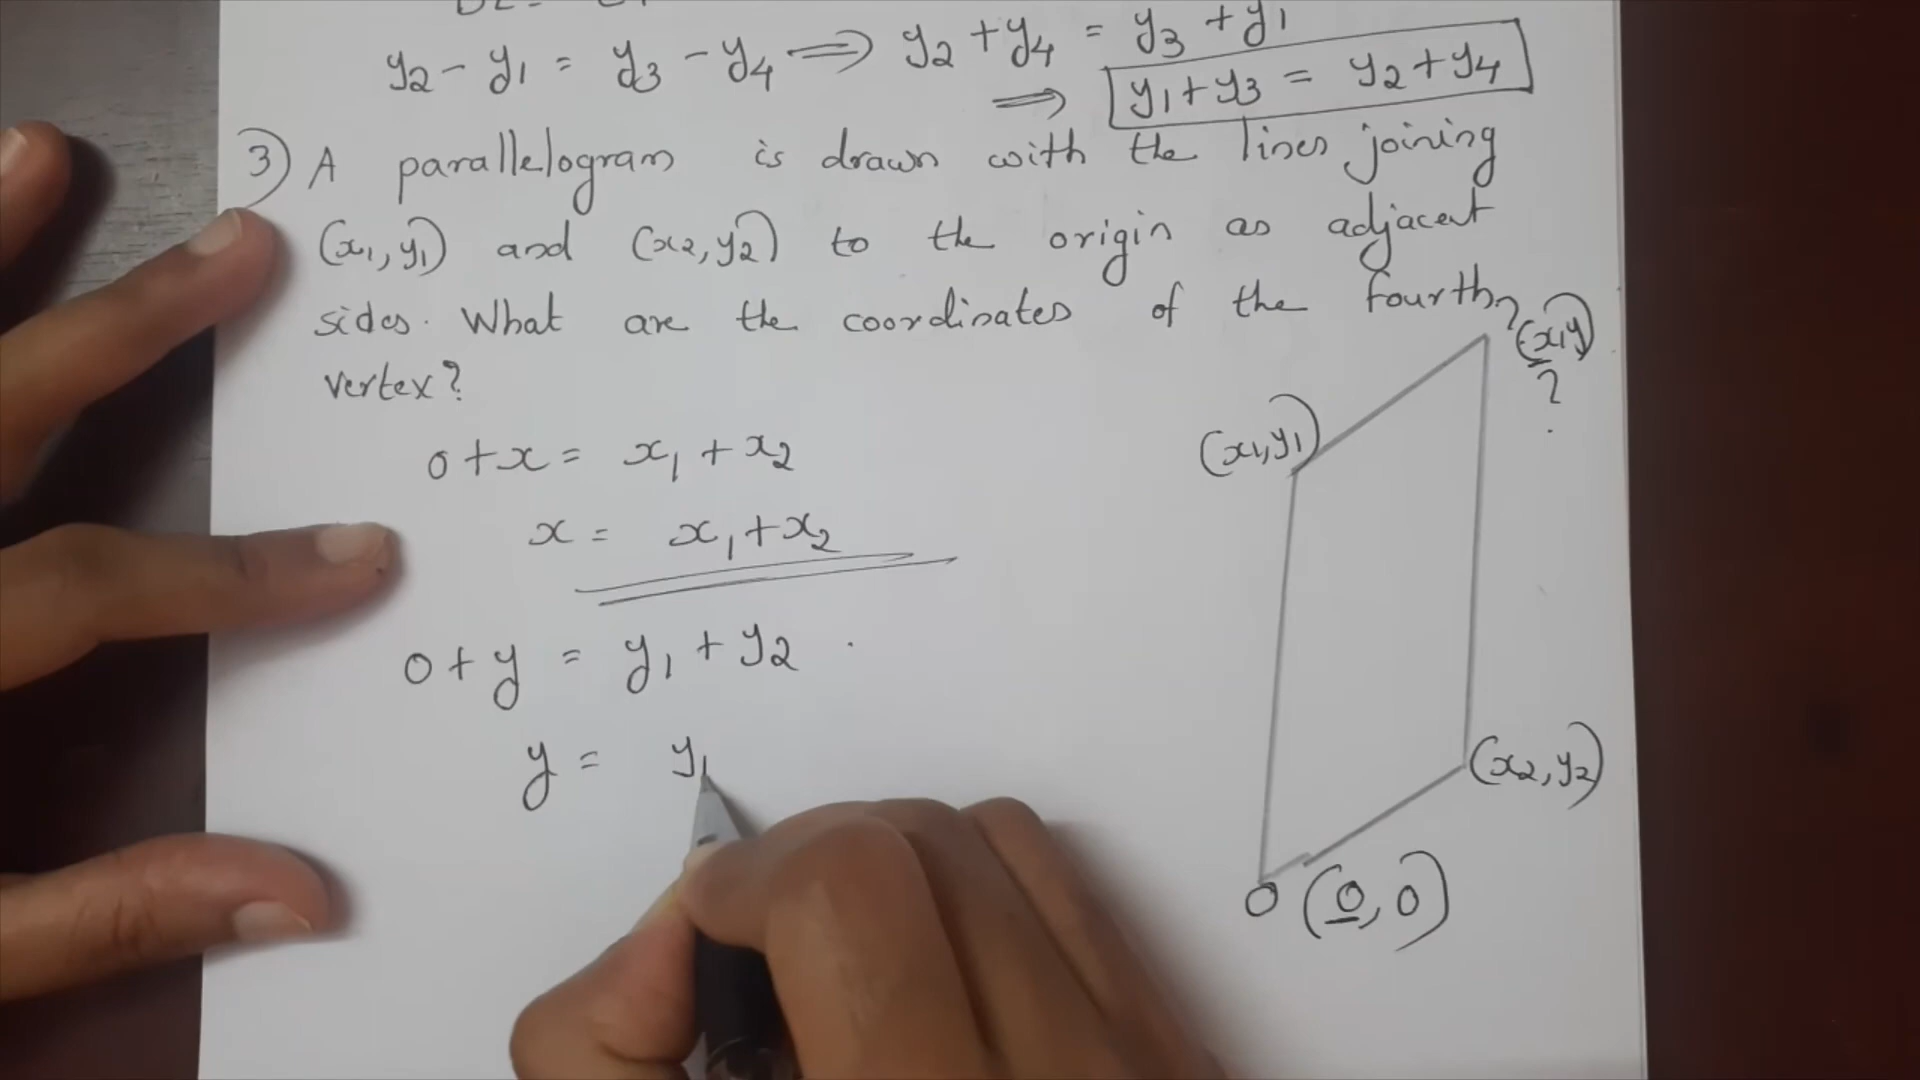 y2 - y1 = y3 - y4 ⟹ y2 + y4 = y3 + y1
⟹ y1 + y3 = y2 + y4
3) A parallelogram is drawn with the lines joining
(x1, y1) and (x2, y2) to the origin as adjacent
sides. What are the coordinates of the fourth
vertex?
(x, y)
?
(x1, y1)
0 + x = x1 + x2
x = x1 + x2
0 + y = y1 + y2
y = y1
(x2, y2)
O (0, 0)